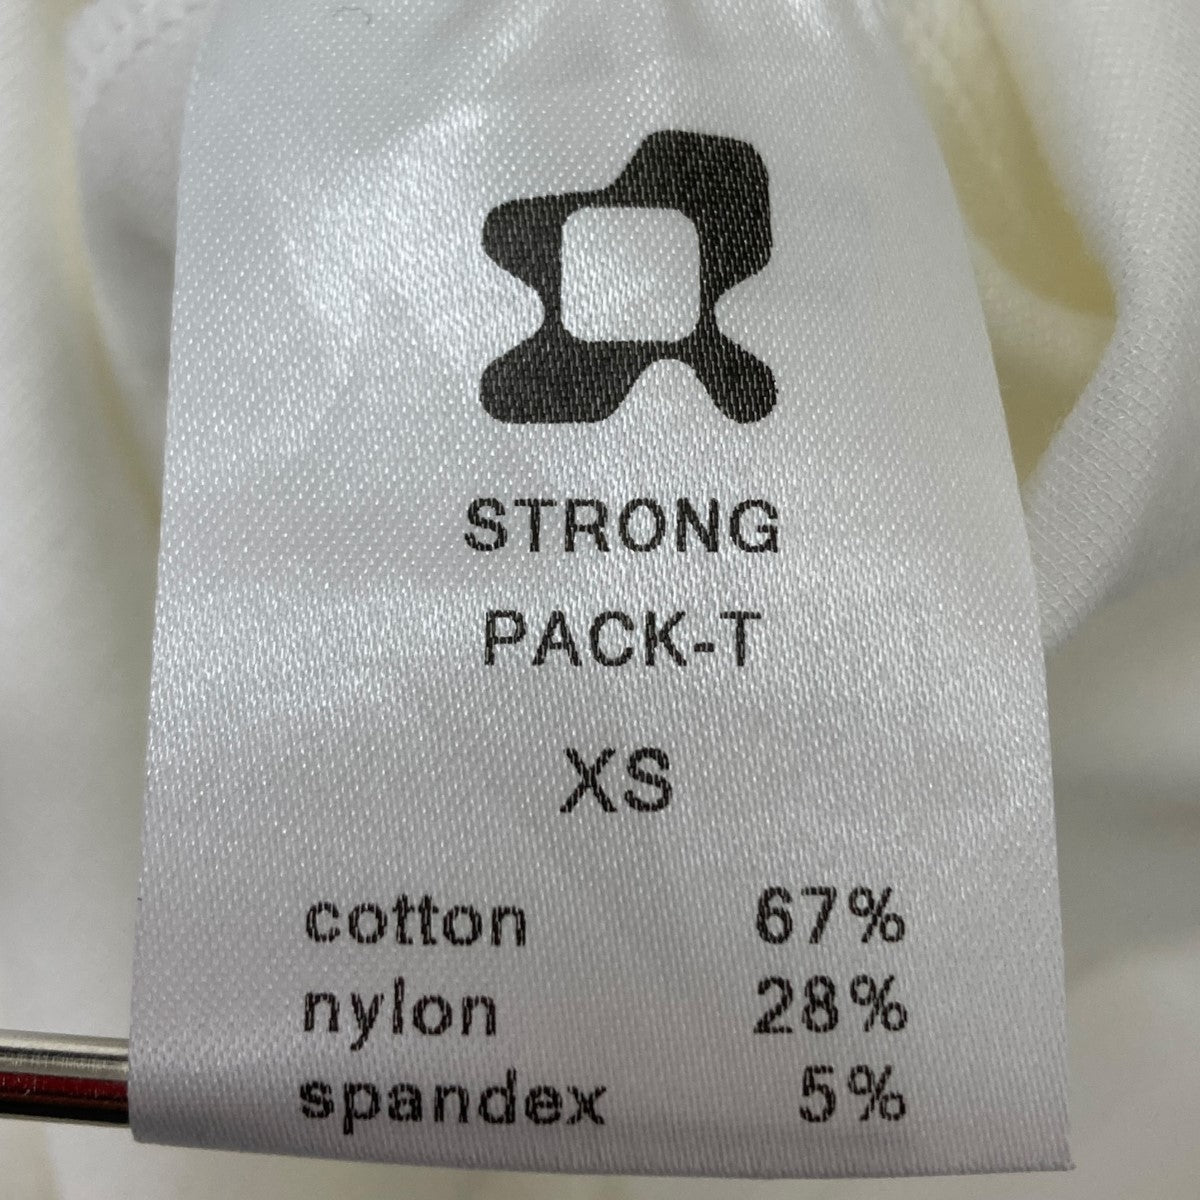 STRONG
PACK-T
XS
cotton 67%
nylon 28%
spandex 5%